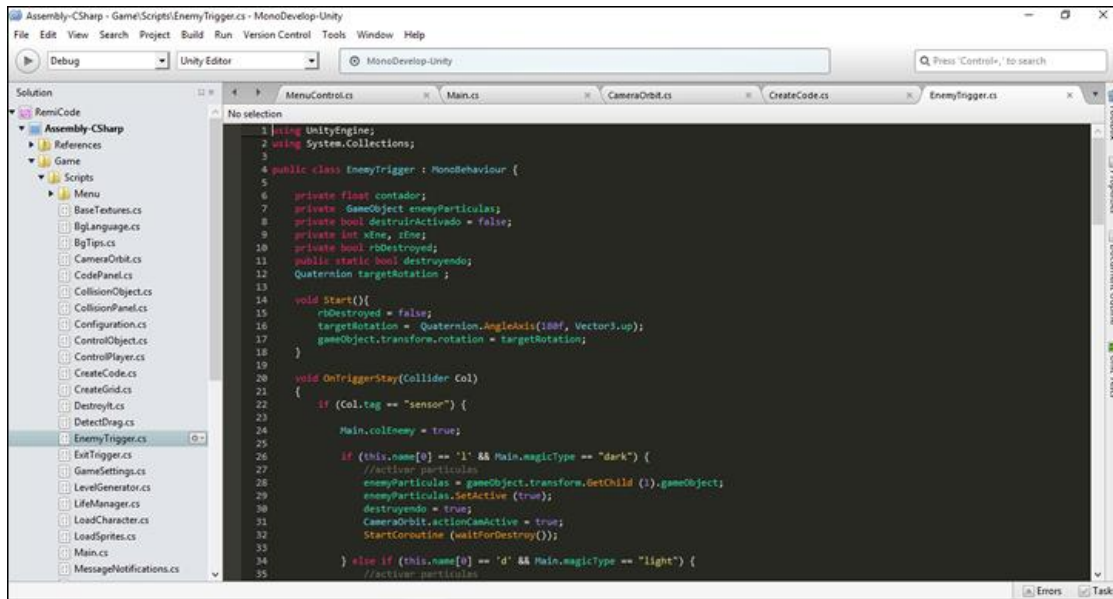 Assembly-CSharp - Game\Scripts\EnemyTrigger.cs - MonoDevelop-Unity
File Edit View Search Project Build Run Version Control Tools Window Help
Debug Unity Editor MonoDevelop-Unity Press 'Control+,' to search
Solution
RemiCode
Assembly-CSharp
References
Game
Scripts
Menu
BaseTextures.cs
BgLanguage.cs
BgTips.cs
CameraOrbit.cs
CodePanel.cs
CollisionObject.cs
CollisionPanel.cs
Configuration.cs
ControlObject.cs
ControlPlayer.cs
CreateCode.cs
CreateGrid.cs
DestroyIt.cs
DetectDrag.cs
EnemyTrigger.cs
ExitTrigger.cs
GameSettings.cs
LevelGenerator.cs
LifeManager.cs
LoadCharacter.cs
LoadSprites.cs
Main.cs
MessageNotifications.cs
MenuControl.cs Main.cs CameraOrbit.cs CreateCode.cs EnemyTrigger.cs
No selection
1 using UnityEngine;
2 using System.Collections;
3
4 public class EnemyTrigger : MonoBehaviour {
5
6 private float contador;
7 private GameObject enemyParticulas;
8 private bool destruirActivado = false;
9 private int xEne, zEne;
10 private bool rbDestroyed;
11 public static bool destruyendo;
12 Quaternion targetRotation ;
13
14 void Start(){
15 rbDestroyed = false;
16 targetRotation = Quaternion.AngleAxis(180f, Vector3.up);
17 gameObject.transform.rotation = targetRotation;
18 }
19
20 void OnTriggerStay(Collider Col)
21 {
22 if (Col.tag == "sensor") {
23
24 Main.colEnemy = true;
25
26 if (this.name[0] == 'l' && Main.magicType == "dark") {
27 //activar particulas
28 enemyParticulas = gameObject.transform.GetChild (1).gameObject;
29 enemyParticulas.SetActive (true);
30 destruyendo = true;
31 CameraOrbit.actionCamActive = true;
32 StartCoroutine (waitForDestroy());
33
34 } else if (this.name[0] == 'd' && Main.magicType == "light") {
35 //activar particulas
Errors Task